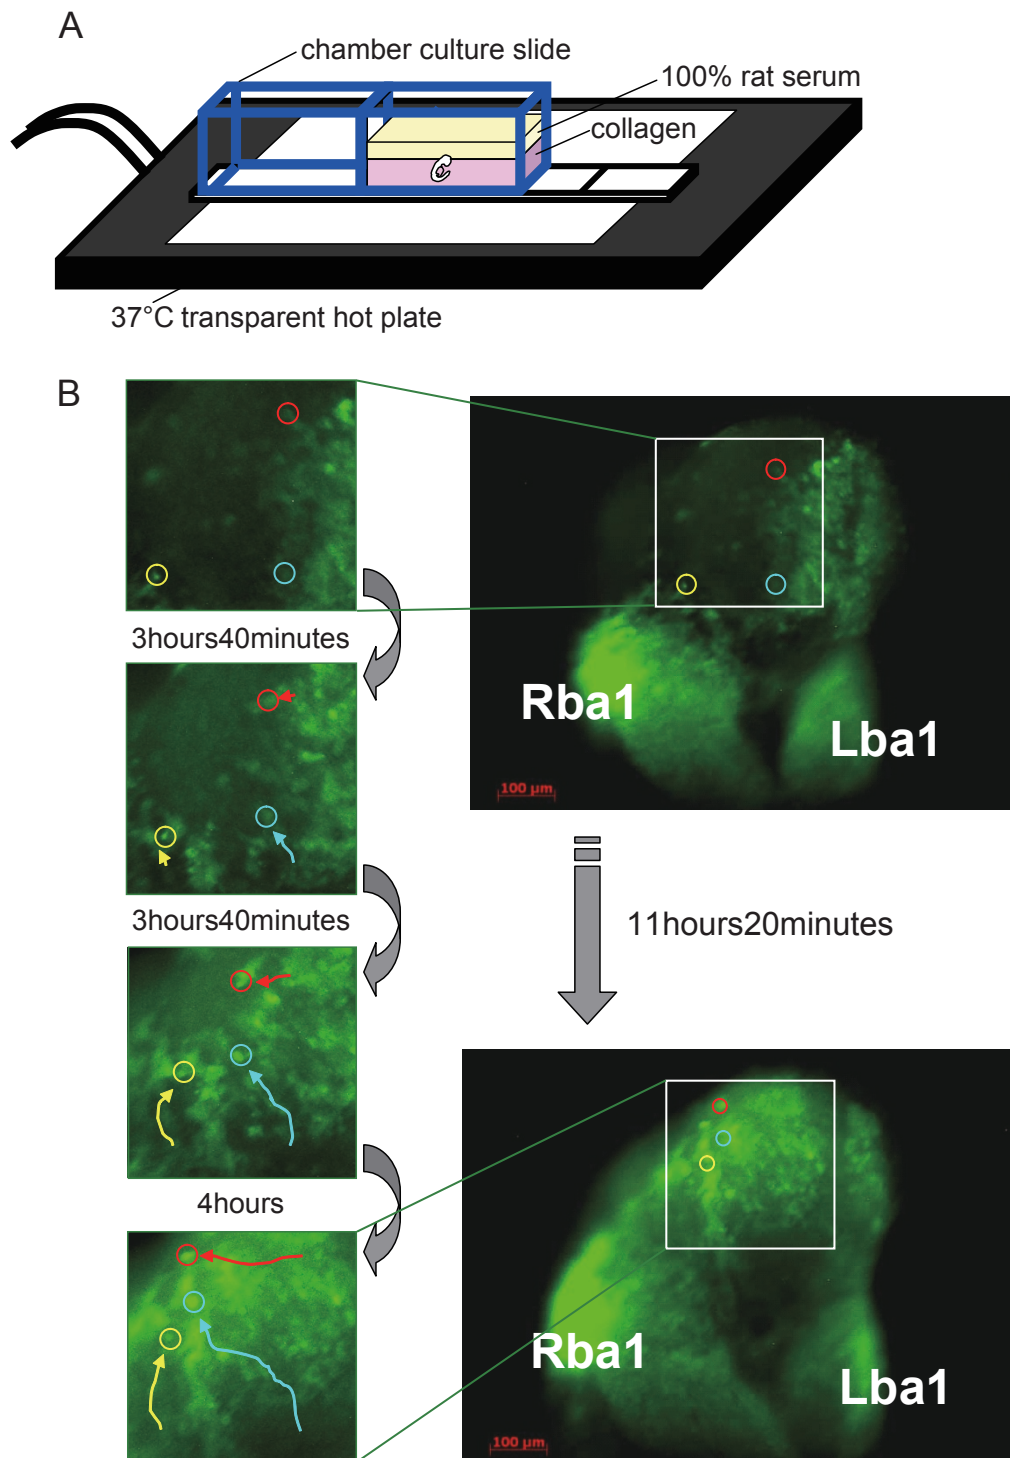 A
chamber culture slide
100% rat serum
collagen
37°C transparent hot plate
B
3hours40minutes
Rba1
Lba1
100 µm
3hours40minutes
11hours20minutes
4hours
Rba1
Lba1
100 µm